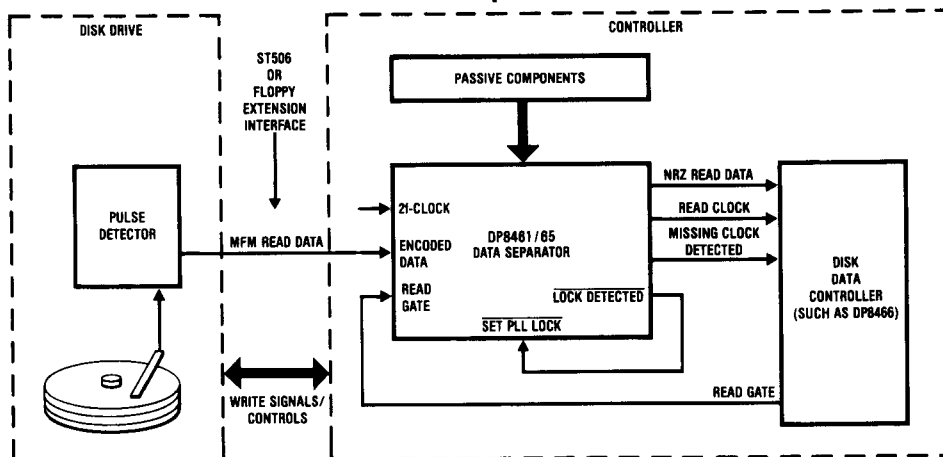 DISK DRIVE
CONTROLLER
ST506
OR
FLOPPY
EXTENSION
INTERFACE
PASSIVE COMPONENTS
PULSE
DETECTOR
MFM READ DATA
2f-CLOCK
ENCODED
DATA
READ
GATE
DP8461/65
DATA SEPARATOR
LOCK DETECTED
SET PLL LOCK
NRZ READ DATA
READ CLOCK
MISSING CLOCK
DETECTED
DISK
DATA
CONTROLLER
(SUCH AS DP8466)
READ GATE
WRITE SIGNALS/
CONTROLS